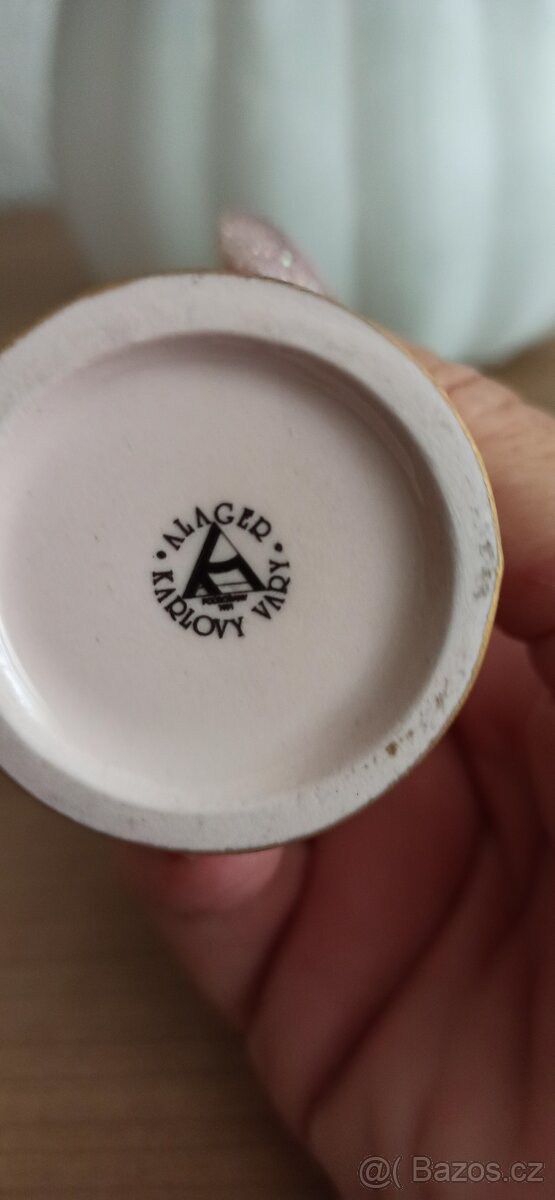 • ALAGER •
KARLOVY VARY
@( Bazos.cz